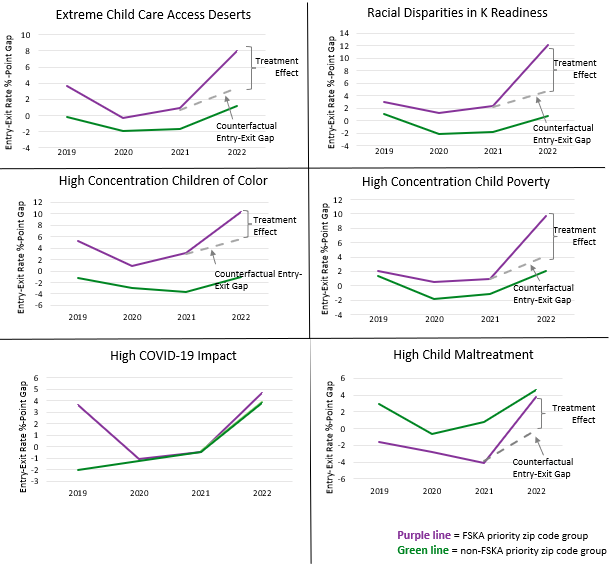 Extreme Child Care Access Deserts
Entry-Exit Rate %-Point Gap
10
8
6
4
2
0
-2
-4
2019 2020 2021 2022
Treatment
Effect
Counterfactual
Entry-Exit Gap
Racial Disparities in K Readiness
Entry-Exit Rate %-Point Gap
14
12
10
8
6
4
2
0
-2
-4
2019 2020 2021 2022
Treatment
Effect
Counterfactual
Entry-Exit Gap
High Concentration Children of Color
Entry-Exit Rate %-Point Gap
12
10
8
6
4
2
0
-2
-4
-6
2019 2020 2021 2022
Treatment
Effect
Counterfactual Entry-
Exit Gap
High Concentration Child Poverty
Entry-Exit Rate %-Point Gap
12
10
8
6
4
2
0
-2
-4
2019 2020 2021 2022
Treatment
Effect
Counterfactual
Entry-Exit Gap
High COVID-19 Impact
Entry-Exit Rate %-Point Gap
6
5
4
3
2
1
0
-1
-2
-3
2019 2020 2021 2022
High Child Maltreatment
Entry-Exit Rate %-Point Gap
6
4
2
0
-2
-4
-6
2019 2020 2021 2022
Treatment
Effect
Counterfactual
Entry-Exit Gap
Purple line = FSKA priority zip code group
Green line = non-FSKA priority zip code group